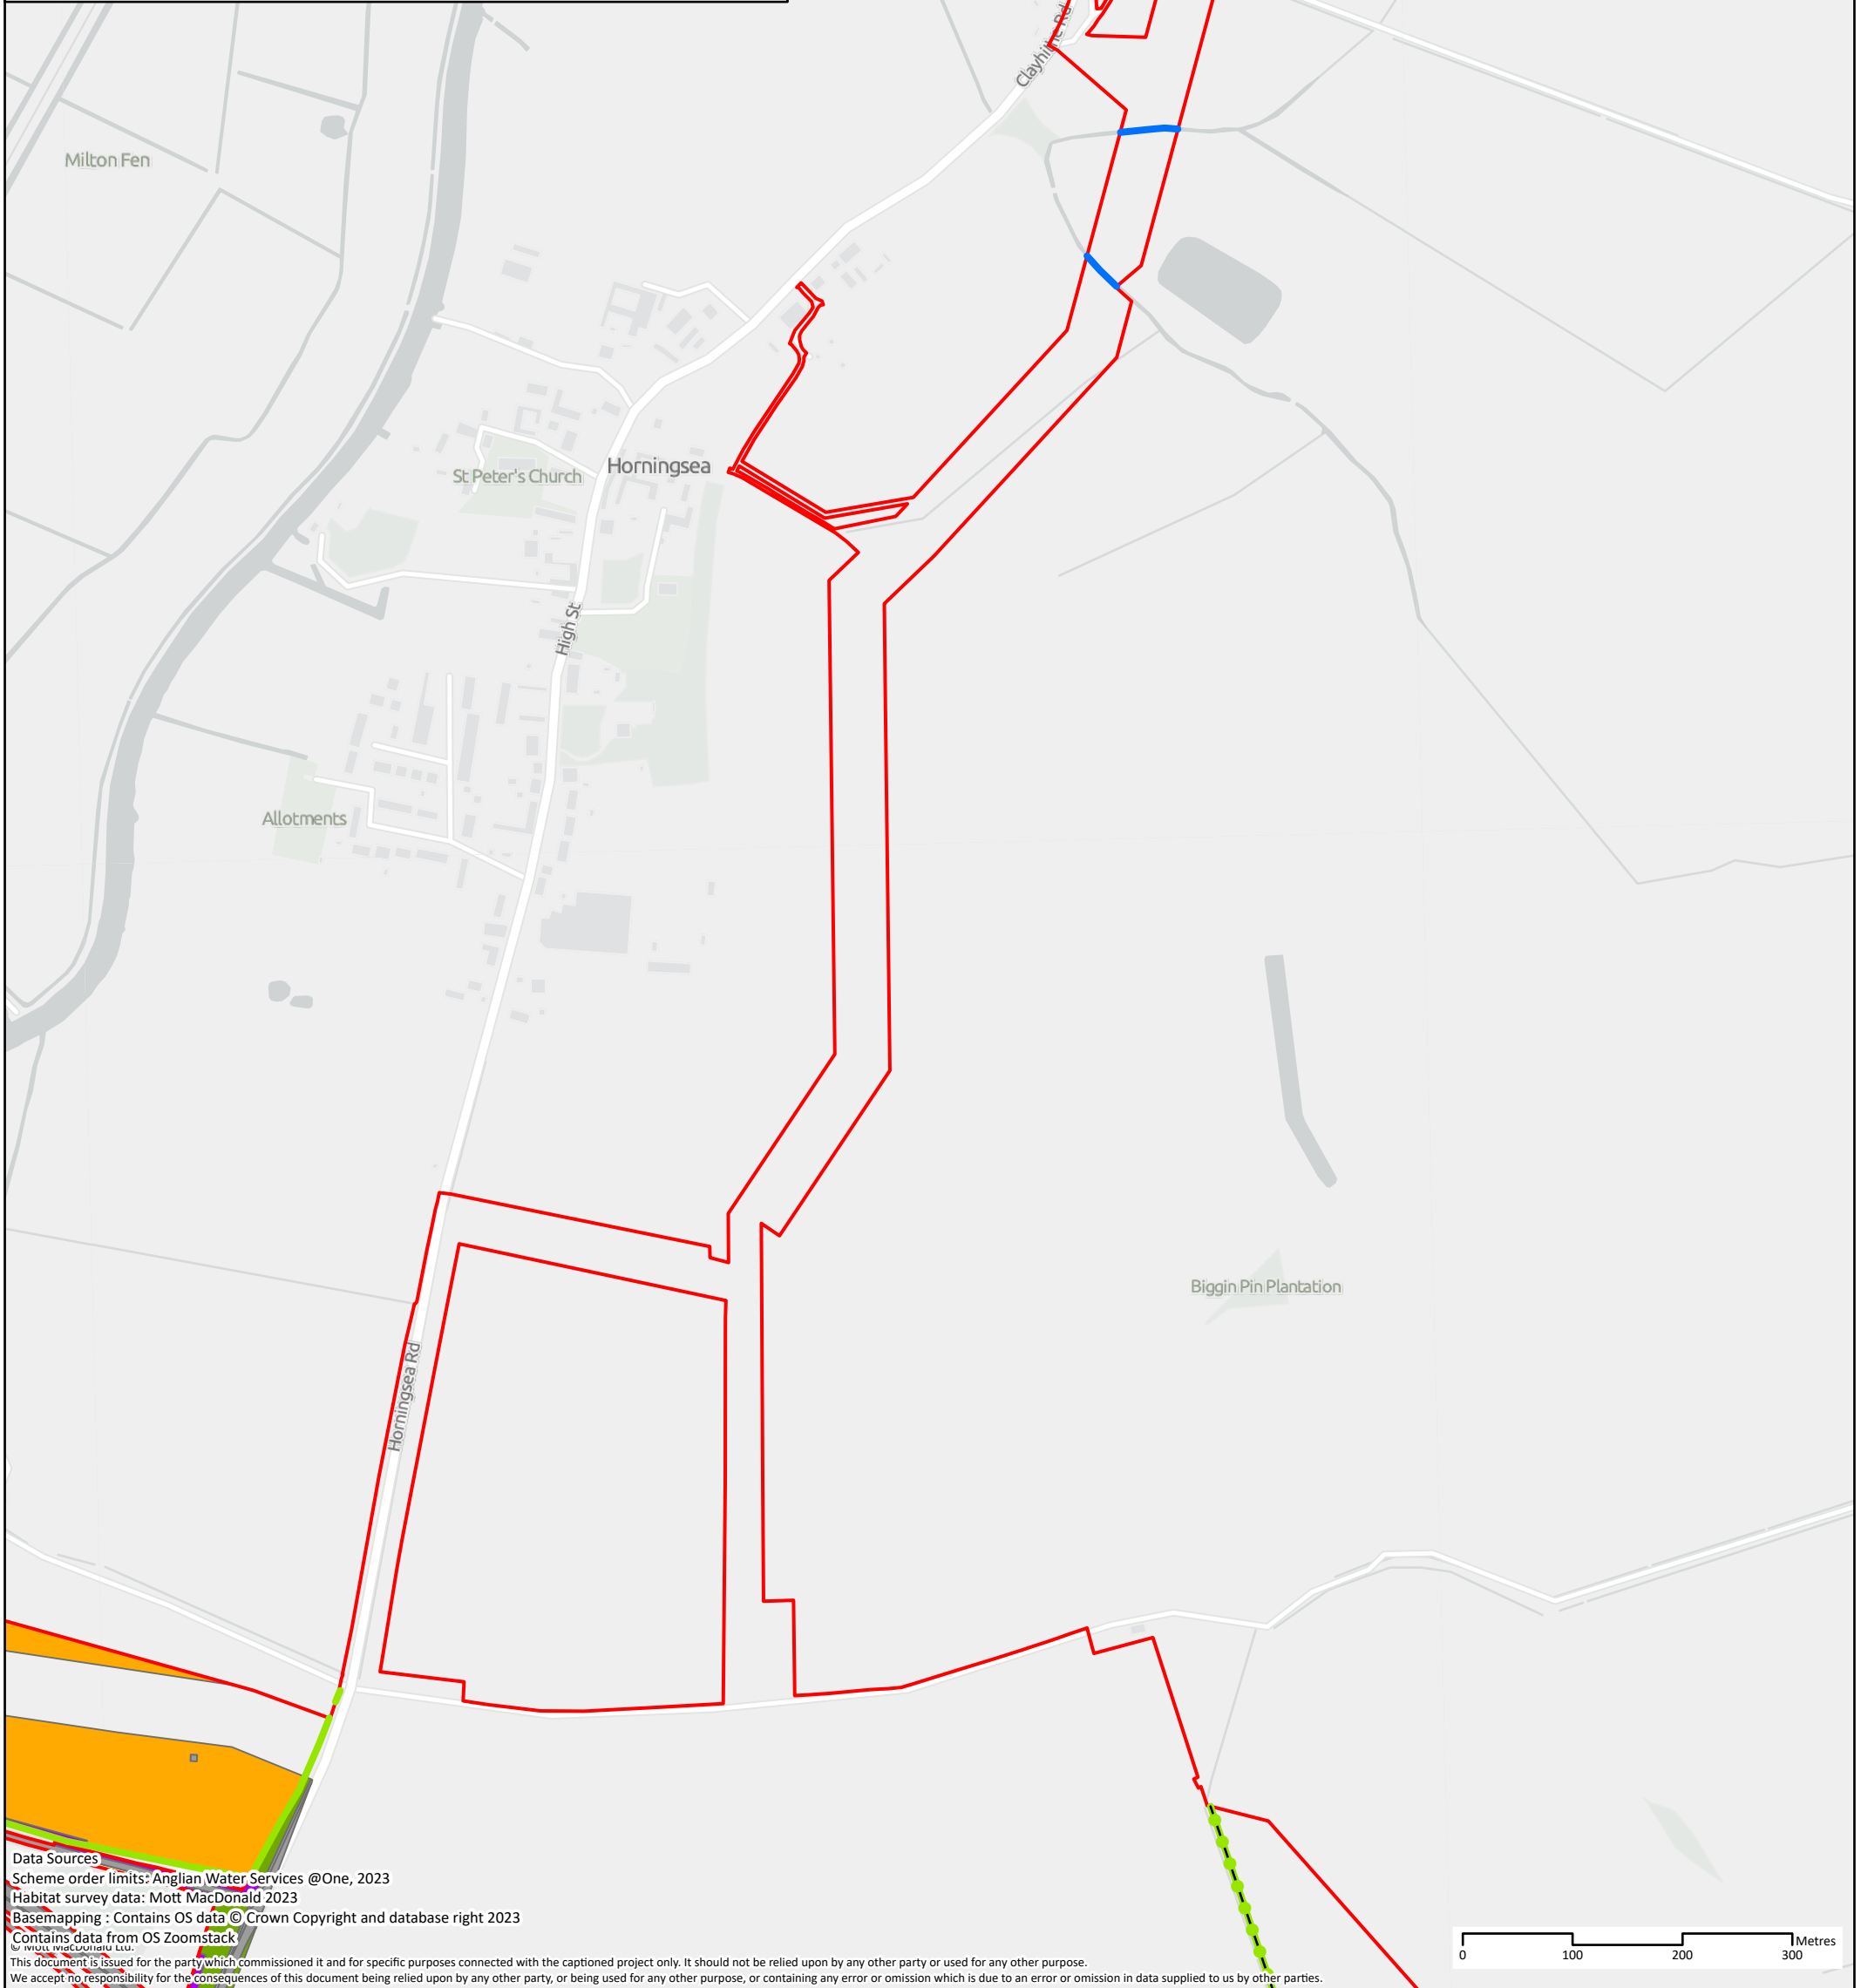 Clayhithe Rd
Milton Fen
Horningsea
St Peter's Church
High St
Allotments
Biggin Pin Plantation
Horningsea Rd
Data Sources
Scheme order limits: Anglian Water Services @One, 2023
Habitat survey data: Mott MacDonald 2023
Basemapping : Contains OS data © Crown Copyright and database right 2023
Contains data from OS Zoomstack
© Mott MacDonald Ltd.
This document is issued for the party which commissioned it and for specific purposes connected with the captioned project only. It should not be relied upon by any other party or used for any other purpose.
We accept no responsibility for the consequences of this document being relied upon by any other party, or being used for any other purpose, or containing any error or omission which is due to an error or omission in data supplied to us by other parties.
Metres
0 100 200 300